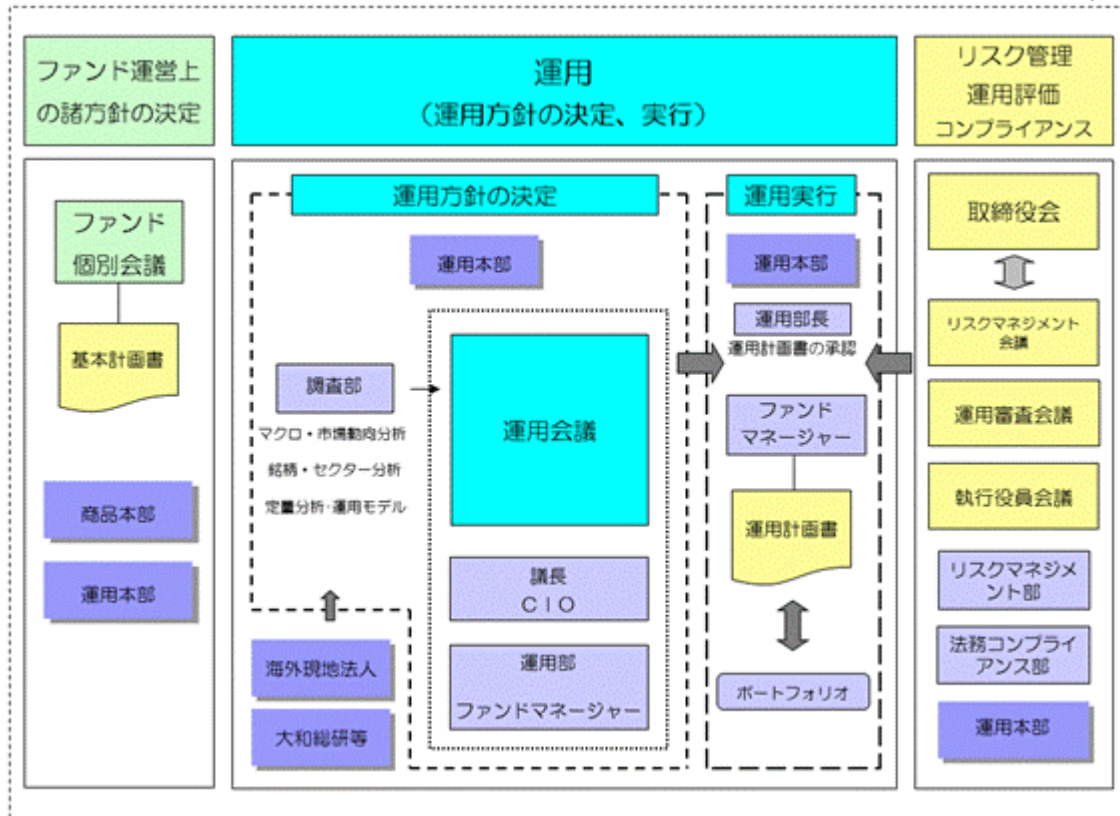 ファンド運営上
の諸方針の決定
運用
（運用方針の決定、実行）
リスク管理
運用評価
コンプライアンス
ファンド
個別会議
基本計画書
商品本部
運用本部
運用方針の決定
運用本部
調査部
マクロ・市場動向分析
銘柄・セクター分析
定量分析・運用モデル
海外現地法人
大和総研等
運用会議
議長
ＣＩＯ
運用部
ファンドマネージャー
運用実行
運用本部
運用部長
運用計画書の承認
ファンド
マネージャー
運用計画書
ポートフォリオ
取締役会
リスクマネジメント
会議
運用審査会議
執行役員会議
リスクマネジメ
ント部
法務コンプライ
アンス部
運用本部